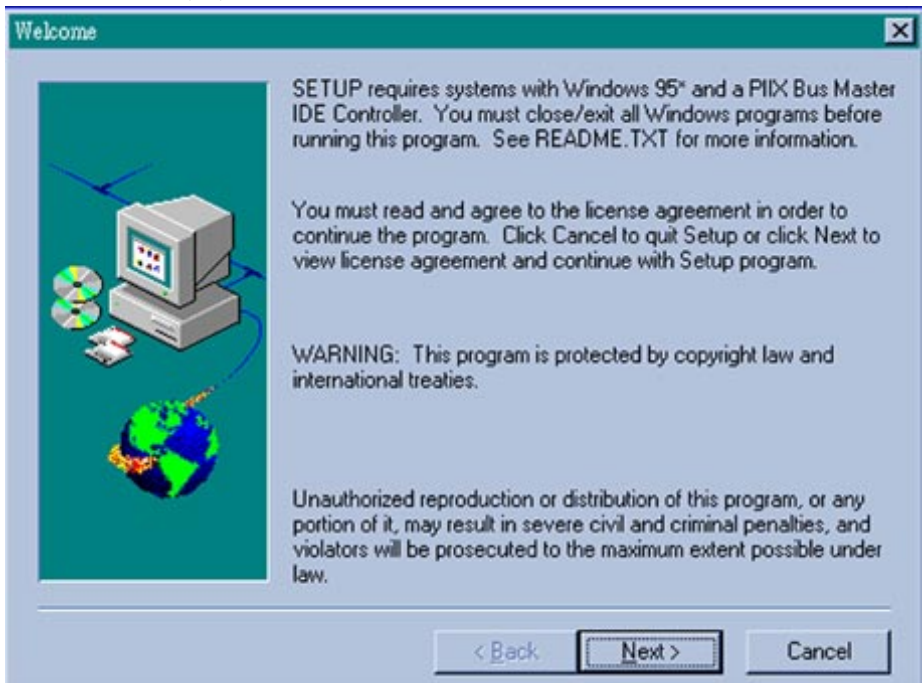 Welcome
SETUP requires systems with Windows 95* and a PIIX Bus Master
IDE Controller. You must close/exit all Windows programs before
running this program. See README.TXT for more information.
You must read and agree to the license agreement in order to
continue the program. Click Cancel to quit Setup or click Next to
view license agreement and continue with Setup program.
WARNING: This program is protected by copyright law and
international treaties.
Unauthorized reproduction or distribution of this program, or any
portion of it, may result in severe civil and criminal penalties, and
violators will be prosecuted to the maximum extent possible under
law.
< Back
Next >
Cancel